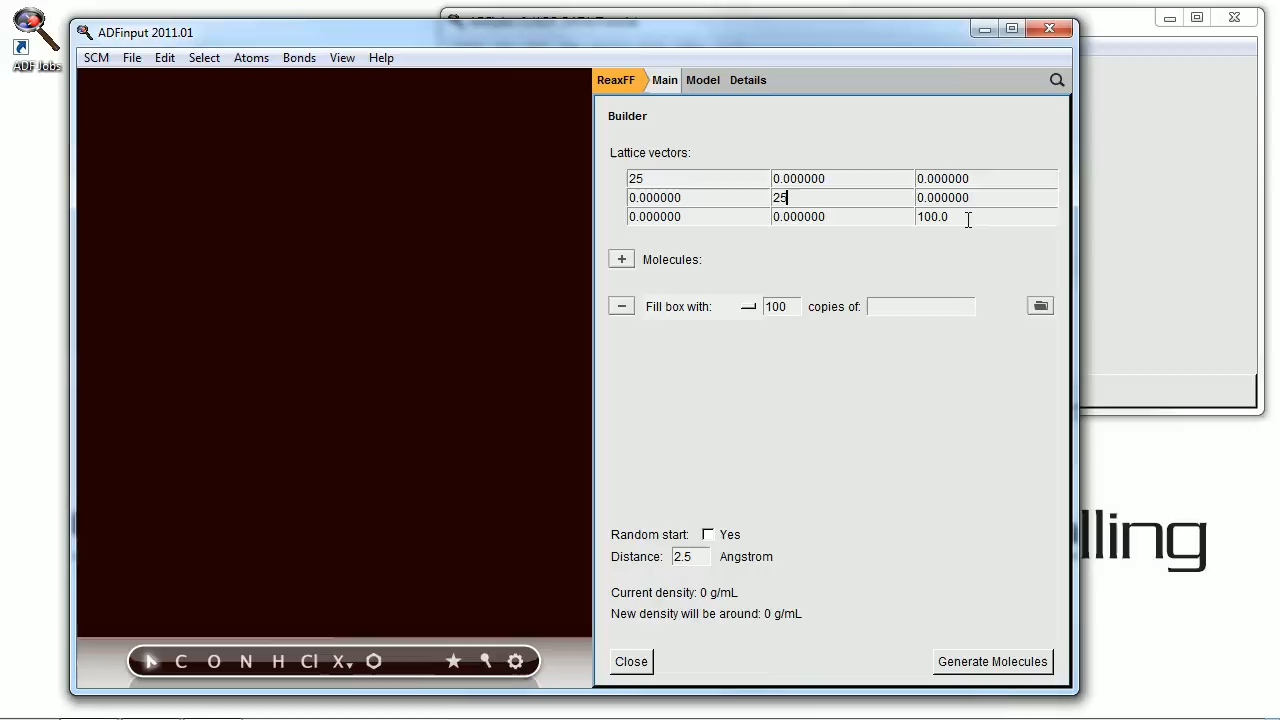 ADFinput 2011.01
ADF Jobs
SCM File Edit Select Atoms Bonds View Help
ReaxFF Main Model Details
Builder
Lattice vectors:
25 0.000000 0.000000
0.000000 25 0.000000
0.000000 0.000000 100.0
+ Molecules:
− Fill box with: 100 copies of:
Random start: Yes
Distance: 2.5 Angstrom
Current density: 0 g/mL
New density will be around: 0 g/mL
Close Generate Molecules
C O N H Cl X
lling